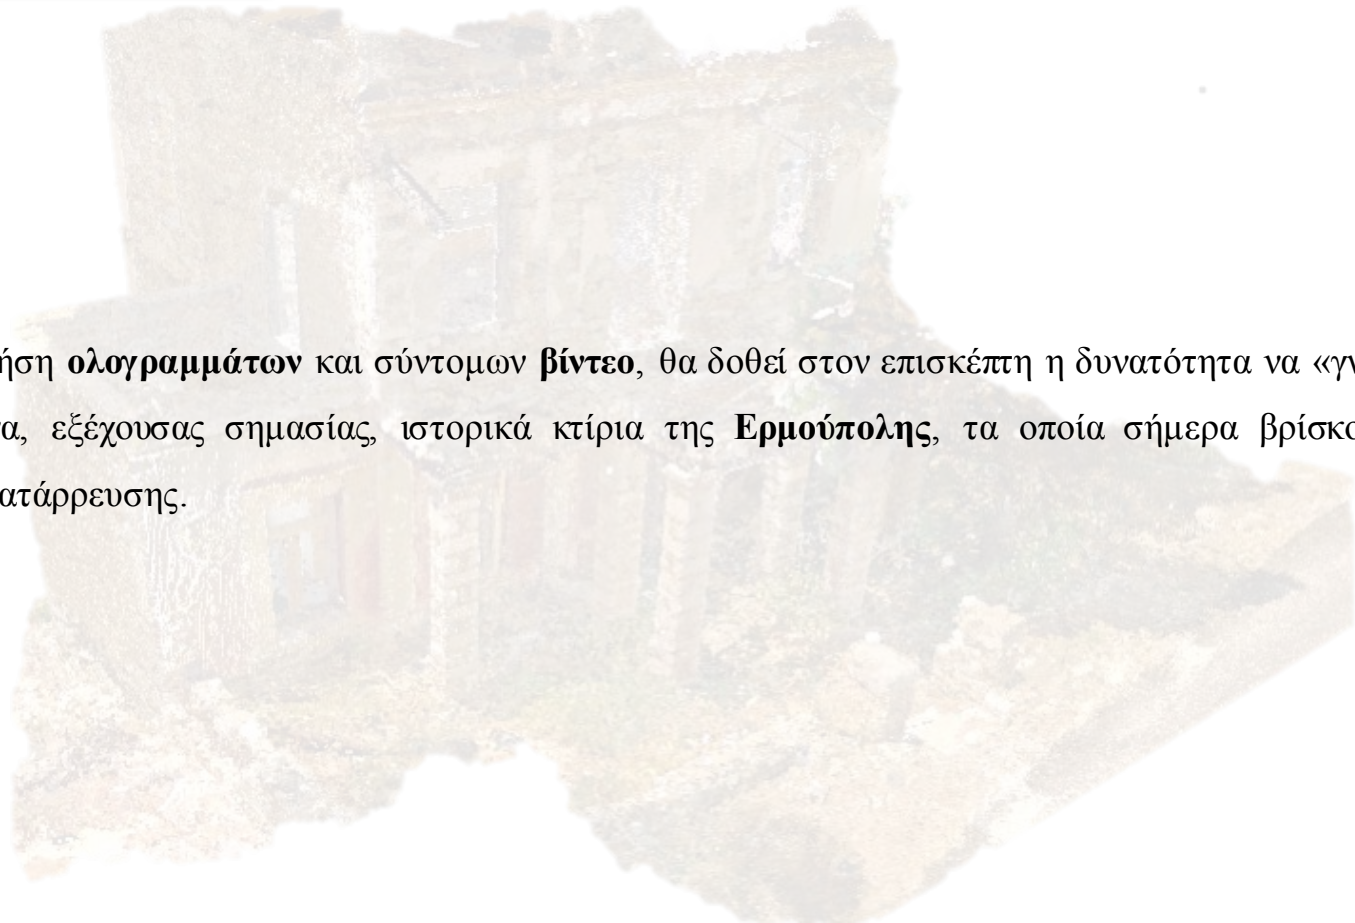 ήση ολογραμμάτων και σύντομων βίντεο, θα δοθεί στον επισκέπτη η δυνατότητα να «γν
α, εξέχουσας σημασίας, ιστορικά κτίρια της Ερμούπολης, τα οποία σήμερα βρίσκο
ατάρρευσης.